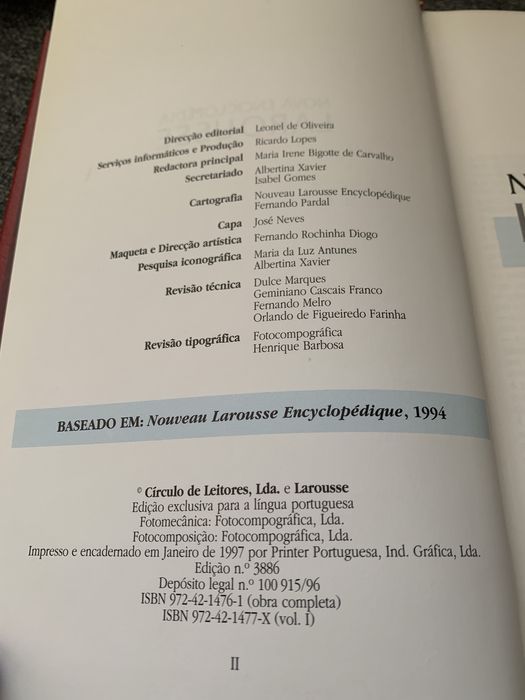 Direcção editorial Leonel de Oliveira
Serviços informáticos e Produção Ricardo Lopes
Redactora principal Maria Irene Bigotte de Carvalho
Secretariado Albertina Xavier
Isabel Gomes
Cartografia Nouveau Larousse Encyclopédique
Fernando Pardal
Capa José Neves
Maqueta e Direcção artística Fernando Rochinha Diogo
Pesquisa iconográfica Maria da Luz Antunes
Albertina Xavier
Revisão técnica Dulce Marques
Geminiano Cascais Franco
Fernando Melro
Orlando de Figueiredo Farinha
Revisão tipográfica Fotocompográfica
Henrique Barbosa
BASEADO EM: Nouveau Larousse Encyclopédique, 1994
© Círculo de Leitores, Lda. e Larousse
Edição exclusiva para a língua portuguesa
Fotomecânica: Fotocompográfica, Lda.
Fotocomposição: Fotocompográfica, Lda.
Impresso e encadernado em Janeiro de 1997 por Printer Portuguesa, Ind. Gráfica, Lda.
Edição n.º 3886
Depósito legal n.º 100 915/96
ISBN 972-42-1476-1 (obra completa)
ISBN 972-42-1477-X (vol. I)
II